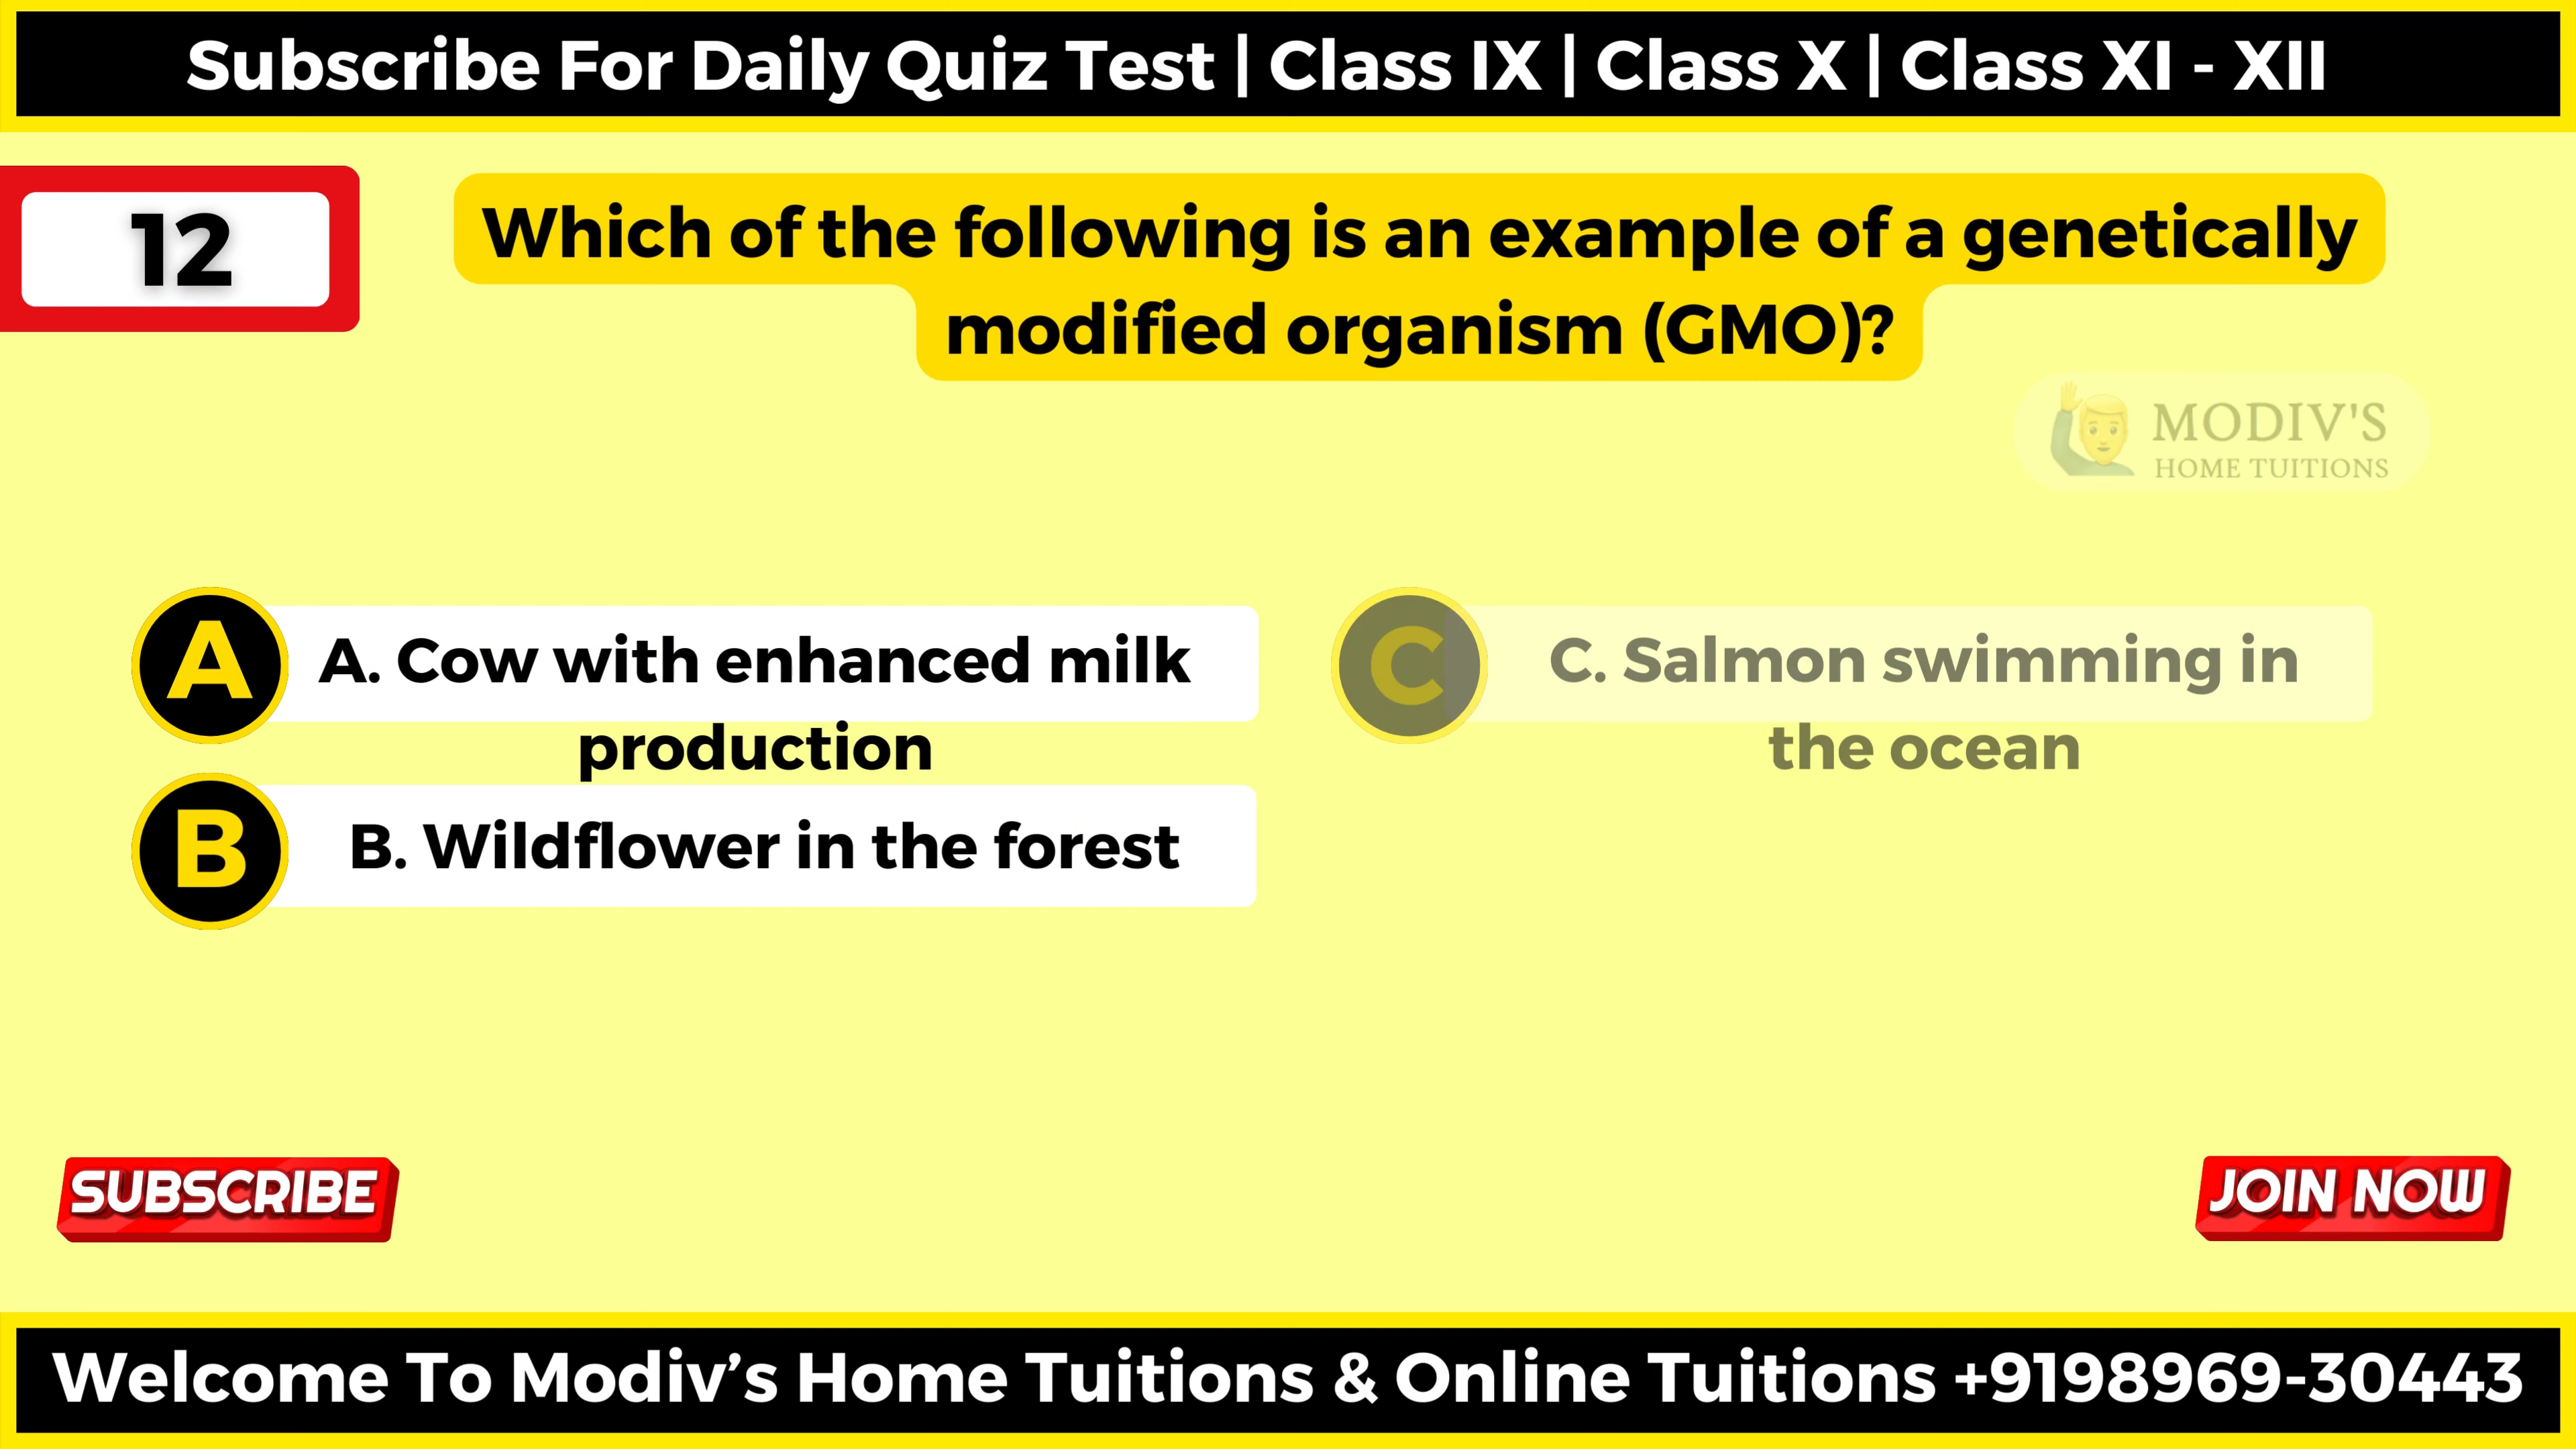 Subscribe For Daily Quiz Test | Class IX | Class X | Class XI - XII
12
Which of the following is an example of a genetically
modified organism (GMO)?
MODIV'S
HOME TUITIONS
A
A. Cow with enhanced milk
production
B
B. Wildflower in the forest
C
C. Salmon swimming in
the ocean
SUBSCRIBE
JOIN NOW
Welcome To Modiv’s Home Tuitions & Online Tuitions +9198969-30443